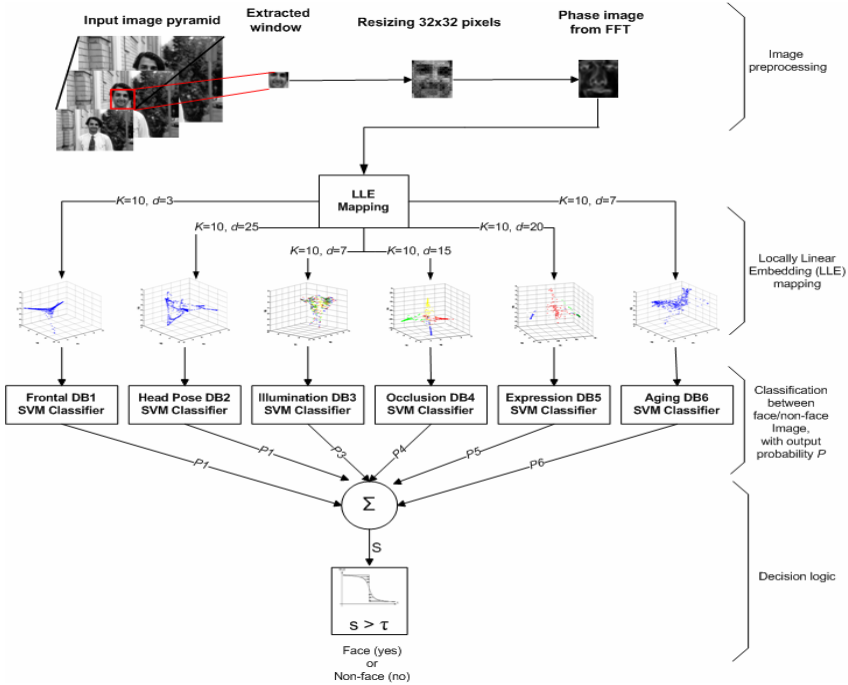 Input image pyramid
Extracted
window
Resizing 32x32 pixels
Phase image
from FFT
Image
preprocessing
LLE
Mapping
K=10, d=3
K=10, d=7
K=10, d=25
K=10, d=20
K=10, d=7
K=10, d=15
Locally Linear
Embedding (LLE)
mapping
Frontal DB1
SVM Classifier
Head Pose DB2
SVM Classifier
Illumination DB3
SVM Classifier
Occlusion DB4
SVM Classifier
Expression DB5
SVM Classifier
Aging DB6
SVM Classifier
Classification
between
face/non-face
Image,
with output
probability P
P1
P1
P3
P4
P5
P6
Σ
S
s > τ
Decision logic
Face (yes)
or
Non-face (no)